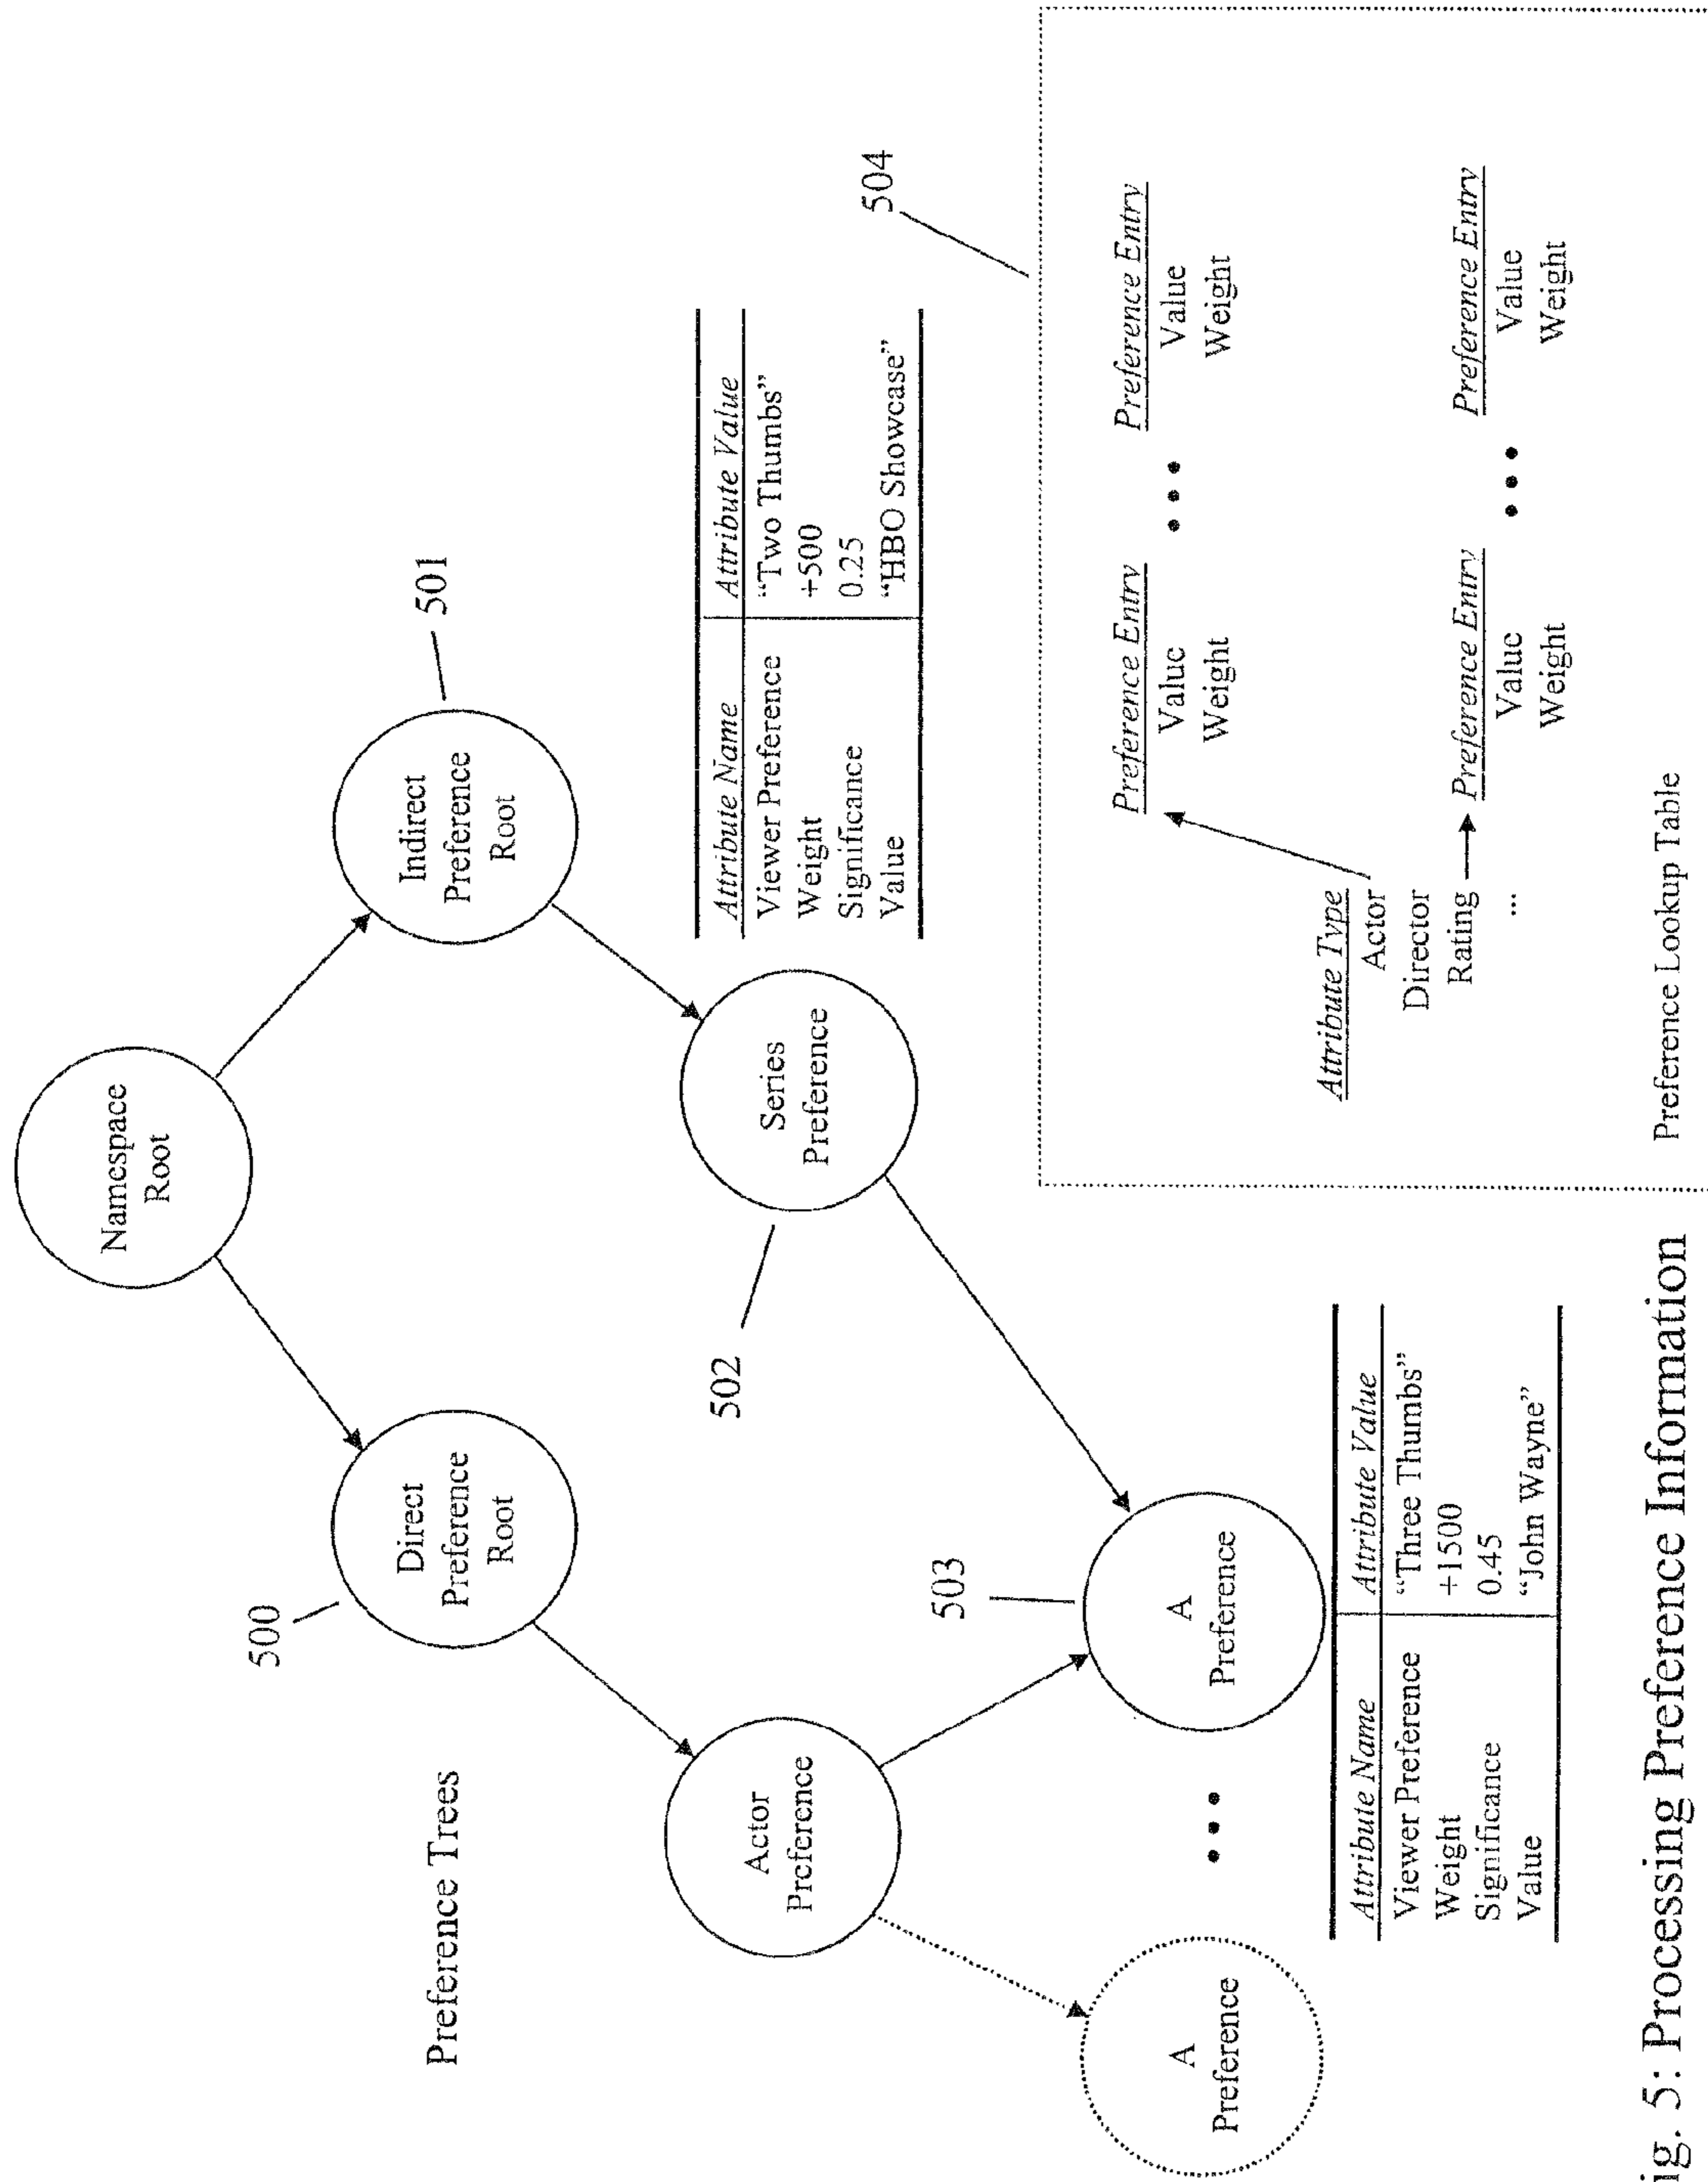 Preference Trees
Namespace
Root
500
Direct
Preference
Root
Indirect
Preference
Root
501
Actor
Preference
502
Series
Preference
Attribute Name Attribute Value
Viewer Preference "Two Thumbs"
Weight +500
Significance 0.25
Value "HBO Showcase"
A
Preference
...
503
A
Preference
Attribute Name Attribute Value
Viewer Preference "Three Thumbs"
Weight +1500
Significance 0.45
Value "John Wayne"
504
Attribute Type
Actor
Director
Rating
...
Preference Entry
Value
Weight
...
Preference Entry
Value
Weight
Preference Entry
Value
Weight
...
Preference Entry
Value
Weight
Preference Lookup Table
ig. 5: Processing Preference Information